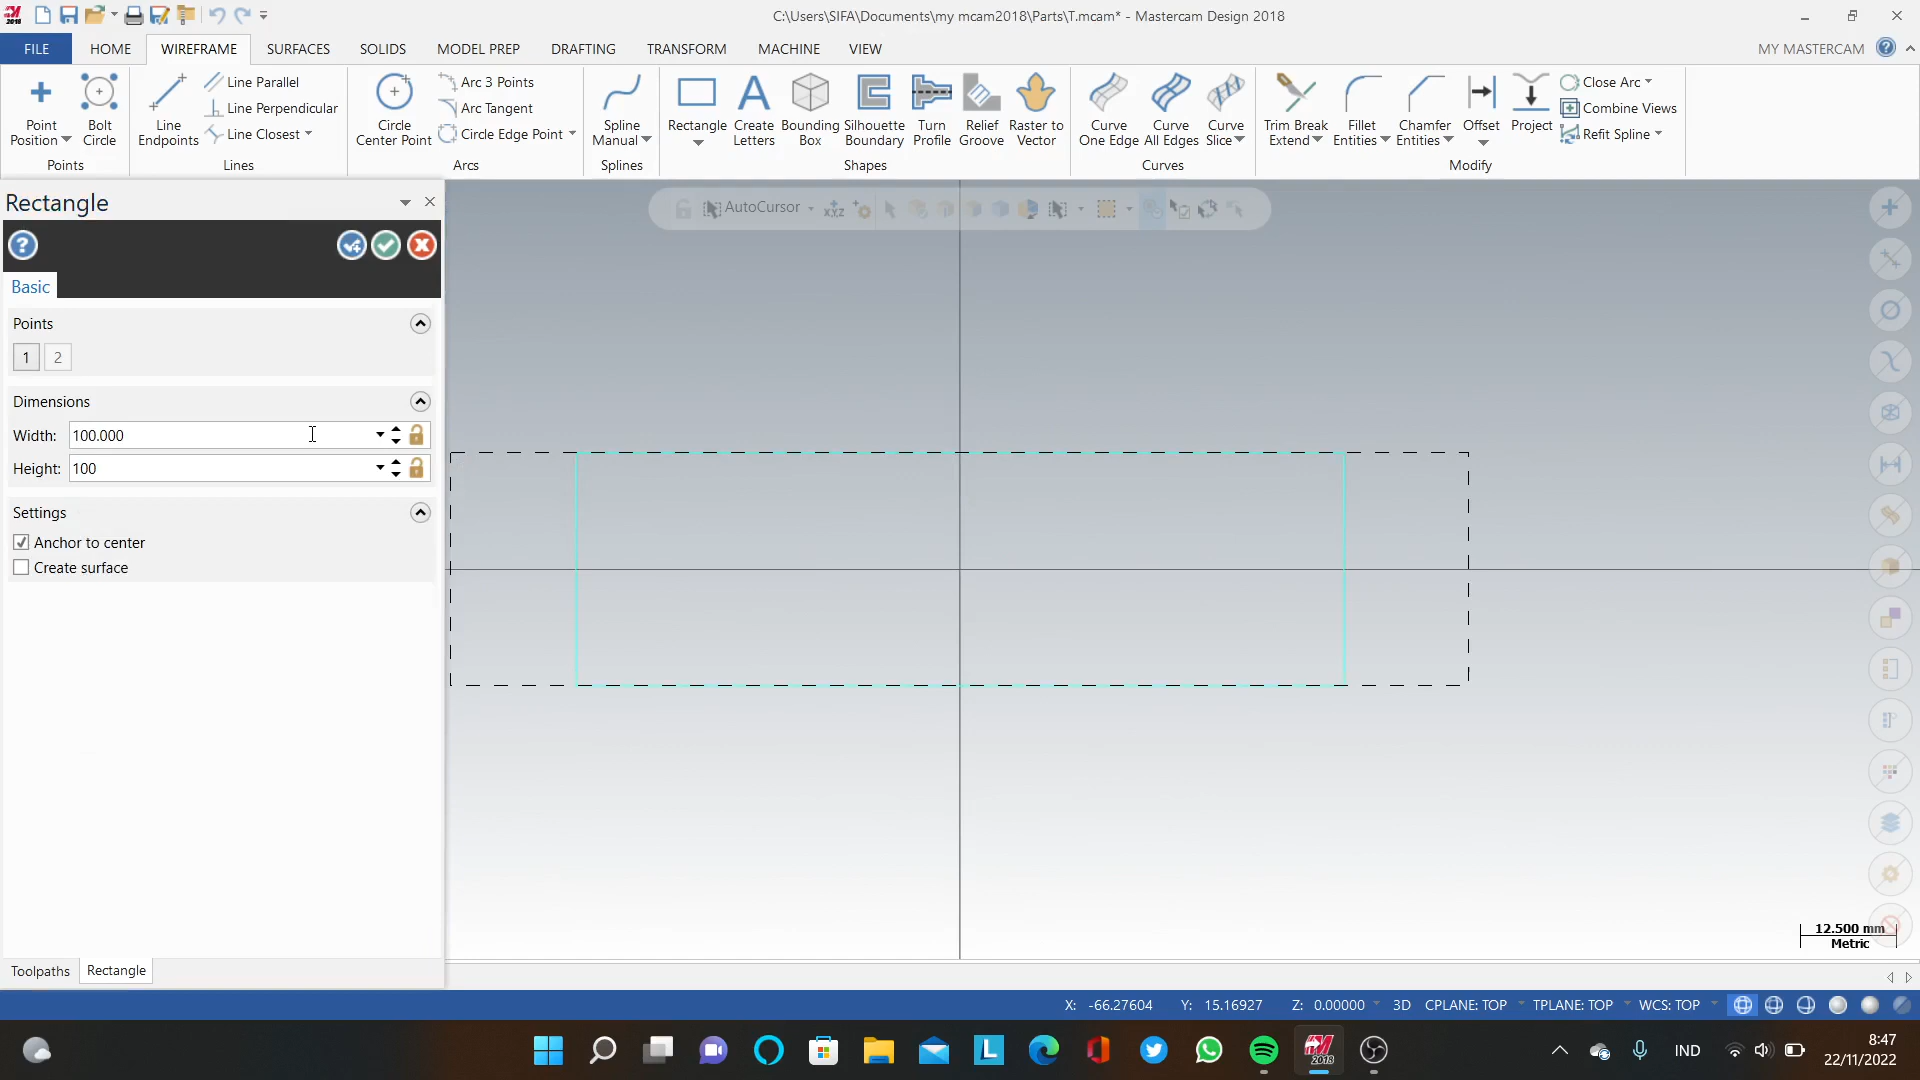 C:\Users\SIFA\Documents\my mcam2018\Parts\T.mcam* - Mastercam Design 2018
FILE HOME WIREFRAME SURFACES SOLIDS MODEL PREP DRAFTING TRANSFORM MACHINE VIEW MY MASTERCAM
Point Position
Bolt Circle
Points
Line Endpoints
Line Parallel
Line Perpendicular
Line Closest
Lines
Circle Center Point
Arc 3 Points
Arc Tangent
Circle Edge Point
Arcs
Spline Manual
Splines
Rectangle
Create Letters
Bounding Box
Silhouette Boundary
Turn Profile
Relief Groove
Raster to Vector
Shapes
Curve One Edge
Curve All Edges
Curve Slice
Curves
Trim Break Extend
Fillet Entities
Chamfer Entities
Offset
Project
Close Arc
Combine Views
Refit Spline
Modify
Rectangle
AutoCursor
Basic
Points
1 2
Dimensions
Width: 100.000
Height: 100
Settings
Anchor to center
Create surface
12.500 mm
Metric
Toolpaths Rectangle
X: -66.27604 Y: 15.16927 Z: 0.00000 3D CPLANE: TOP TPLANE: TOP WCS: TOP
IND
8:47
22/11/2022